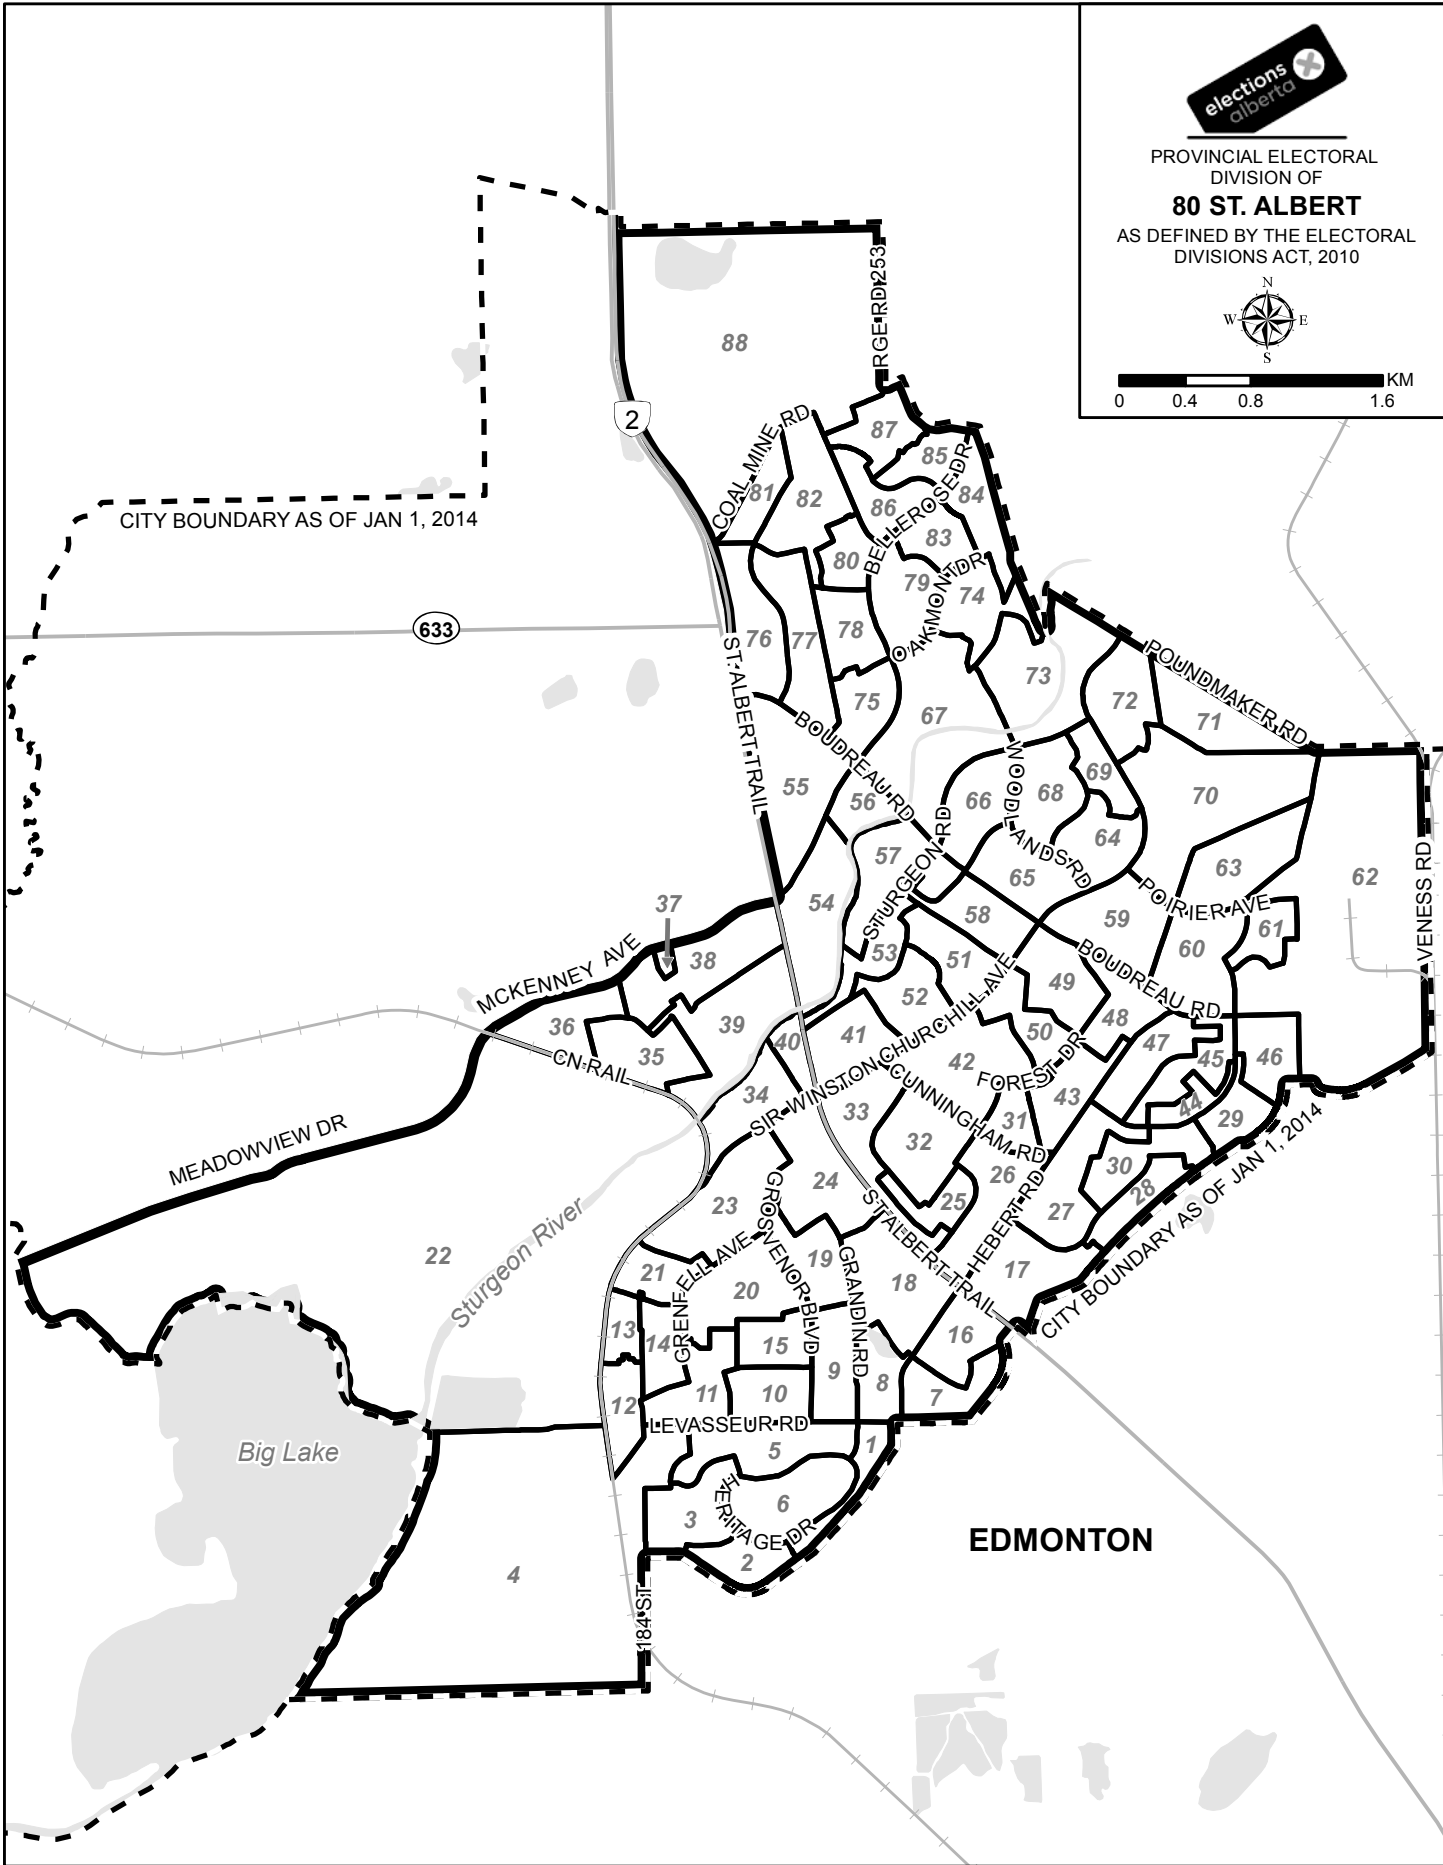 elections
alberta
PROVINCIAL ELECTORAL
DIVISION OF
80 ST. ALBERT
AS DEFINED BY THE ELECTORAL
DIVISIONS ACT, 2010
N
W E
S
KM
0 0.4 0.8 1.6
RGE RD 253
88
2
COAL MINE RD
87
85
81
82
84
86
BELLEROSE DR
CITY BOUNDARY AS OF JAN 1, 2014
83
80
79
OAKMONT DR
74
633
76
77
78
ST. ALBERT TRAIL
73
POUNDMAKER RD
75
72
71
67
BOUDREAU RD
WOODLANDS RD
55
56
66
68
69
70
64
STURGEON RD
57
65
63
62
VENESS RD
POIRIER AVE
37
54
58
59
60
61
MCKENNEY AVE
38
53
51
BOUDREAU RD
49
52
36
39
40
41
SIR WINSTON CHURCHILL AVE
50
48
47
45
46
35
CN RAIL
42
FOREST DR
43
44
34
33
CUNNINGHAM RD
31
29
MEADOWVIEW DR
32
30
28
26
24
25
23
GROSVENOR BLVD
ST. ALBERT TRAIL
HEBERT RD
27
CITY BOUNDARY AS OF JAN 1, 2014
22
Sturgeon River
21
GRENFELL AVE
19
GRANDIN RD
18
17
20
13
14
15
16
9
8
7
12
11
10
LEVASSEUR RD
Big Lake
5
1
HERITAGE DR
6
3
2
EDMONTON
4
184 ST